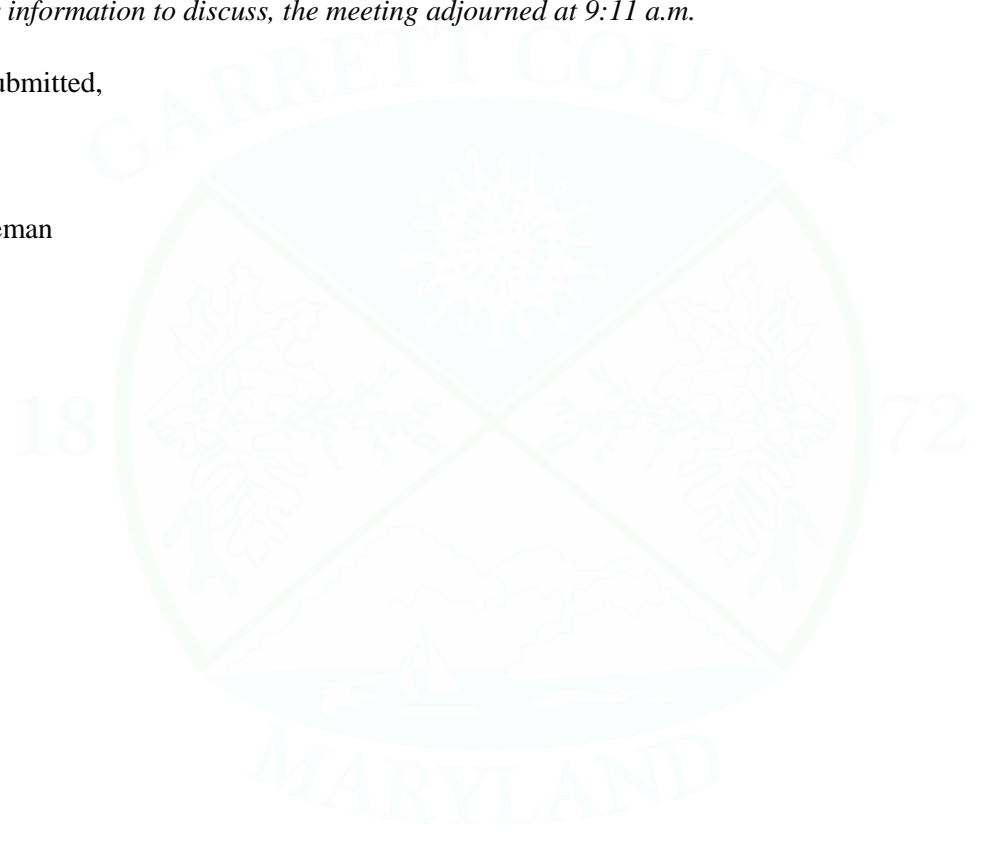 information to discuss, the meeting adjourned at 9:11 a.m.
ubmitted,
eman
GARRETT COUNTY
18 72
MARYLAND